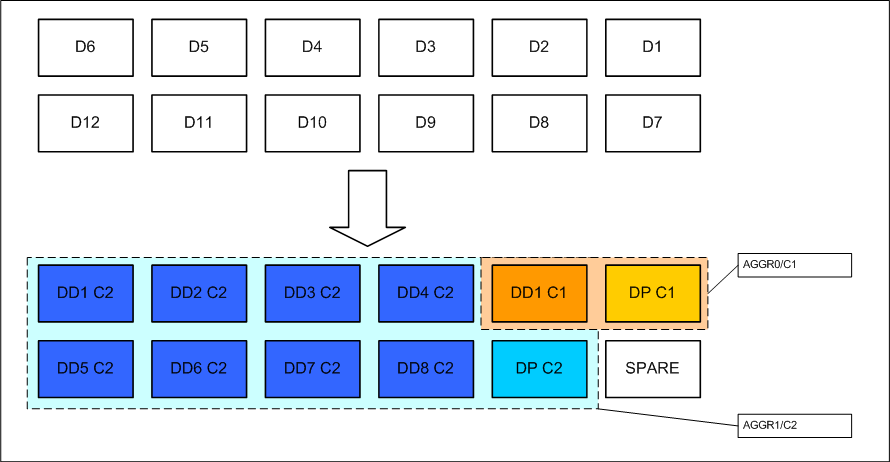 D6 D5 D4 D3 D2 D1
D12 D11 D10 D9 D8 D7
AGGR0/C1
DD1 C2 DD2 C2 DD3 C2 DD4 C2 DD1 C1 DP C1
DD5 C2 DD6 C2 DD7 C2 DD8 C2 DP C2 SPARE
AGGR1/C2